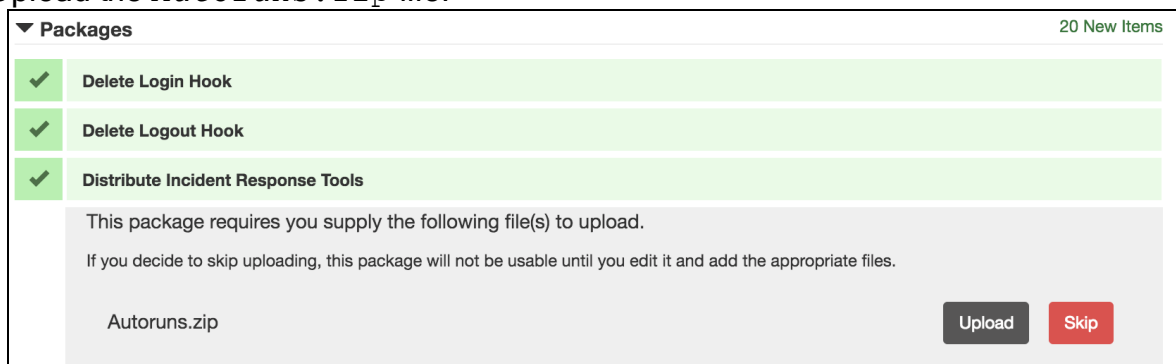 Packages
20 New Items
Delete Login Hook
Delete Logout Hook
Distribute Incident Response Tools
This package requires you supply the following file(s) to upload.
If you decide to skip uploading, this package will not be usable until you edit it and add the appropriate files.
Autoruns.zip
Upload
Skip